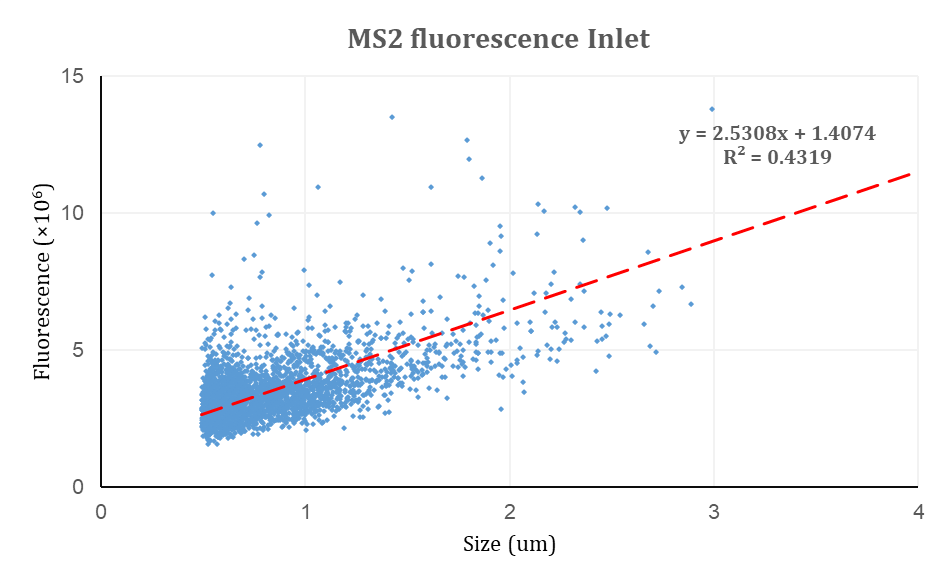 MS2 fluorescence Inlet
15
y = 2.5308x + 1.4074
R² = 0.4319
10
Fluorescence (×10⁶)
5
0
0 1 2 3 4
Size (um)